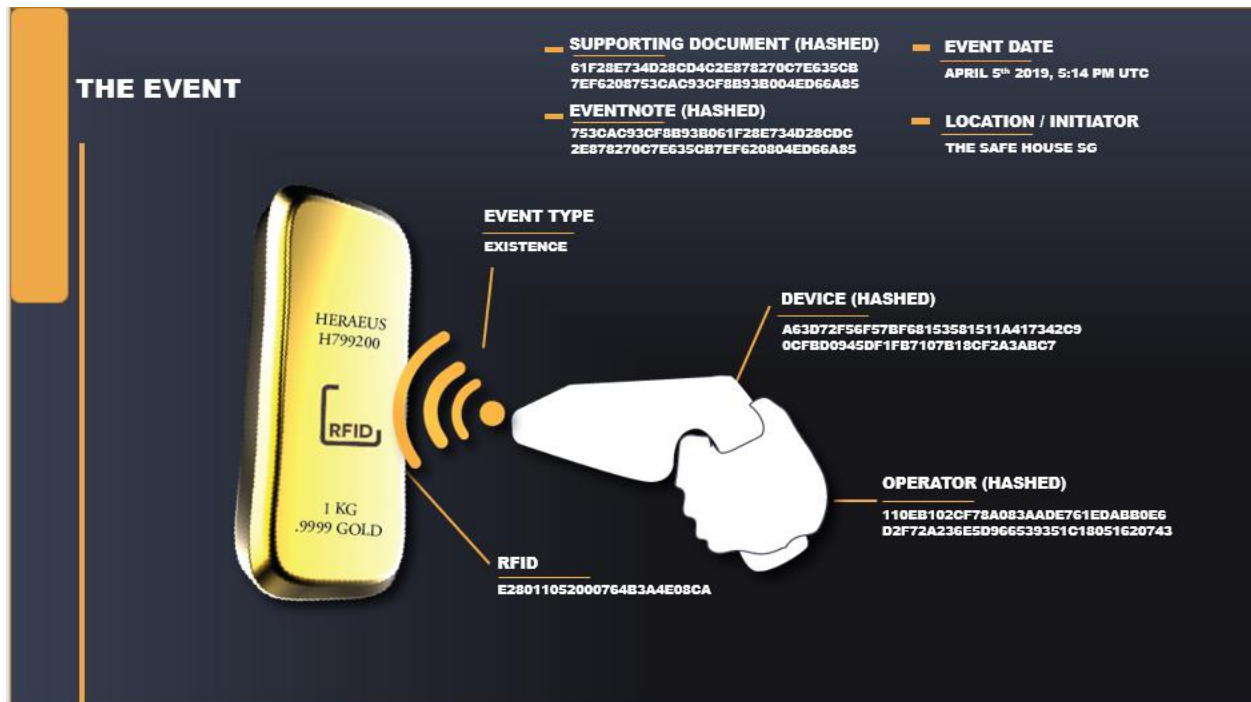 THE EVENT
SUPPORTING DOCUMENT (HASHED)
61F28E734D28CD4C2E878270C7E635CB
7EF6208753CAC93CF8B93B004ED66A85
EVENTNOTE (HASHED)
753CAC93CF8B93B061F28E734D28CDC
2E878270C7E635CB7EF620804ED66A85
EVENT DATE
APRIL 5th 2019, 5:14 PM UTC
LOCATION / INITIATOR
THE SAFE HOUSE SG
EVENT TYPE
EXISTENCE
HERAEUS
H799200
RFID
1 KG
.9999 GOLD
DEVICE (HASHED)
A63D72F56F57BF68153581511A417342C9
0CFBD0945DF1FB7107B18CF2A3ABC7
OPERATOR (HASHED)
110EB102CF78A083AADE761EDABB0E6
D2F72A236E5D966539351C18051620743
RFID
E28011052000764B3A4E08CA